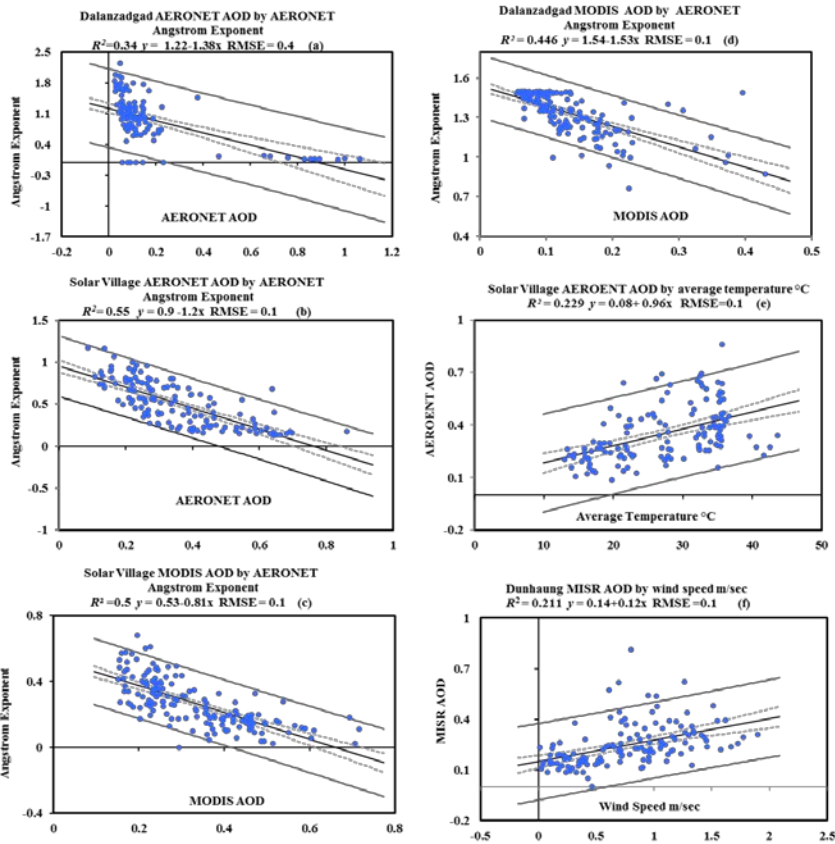 Dalanzadgad AERONET AOD by AERONET
Angstrom Exponent
R²=0.34 y = 1.22-1.38x RMSE = 0.4 (a)
2.5
1.8
1.1
0.4
-0.3
-1
-1.7
-0.2
0
0.2
0.4
0.6
0.8
1
1.2
Angstrom Exponent
AERONET AOD
Dalanzadgad MODIS AOD by AERONET
Angstrom Exponent
R² = 0.446 y = 1.54-1.53x RMSE = 0.1 (d)
1.6
1.3
1
0.7
0.4
0
0.1
0.2
0.3
0.4
0.5
Angstrom Exponent
MODIS AOD
Solar Village AERONET AOD by AERONET
Angstrom Exponent
R² = 0.55 y = 0.9 -1.2x RMSE = 0.1 (b)
1.5
1
0.5
0
-0.5
-1
0
0.2
0.4
0.6
0.8
1
Angstrom Exponent
AERONET AOD
Solar Village AEROENT AOD by average temperature °C
R² = 0.229 y = 0.08+ 0.96x RMSE=0.1 (e)
1
0.7
0.4
0.1
-0.2
0
10
20
30
40
50
AEROENT AOD
Average Temperature °C
Solar Village MODIS AOD by AERONET
Angstrom Exponent
R² =0.5 y = 0.53-0.81x RMSE = 0.1 (c)
0.8
0.4
0
-0.4
0
0.2
0.4
0.6
0.8
Angstrom Exponent
MODIS AOD
Dunhaung MISR AOD by wind speed m/sec
R² = 0.211 y = 0.14+0.12x RMSE =0.1 (f)
1
0.7
0.4
0.1
-0.2
-0.5
0
0.5
1
1.5
2
2.5
MISR AOD
Wind Speed m/sec